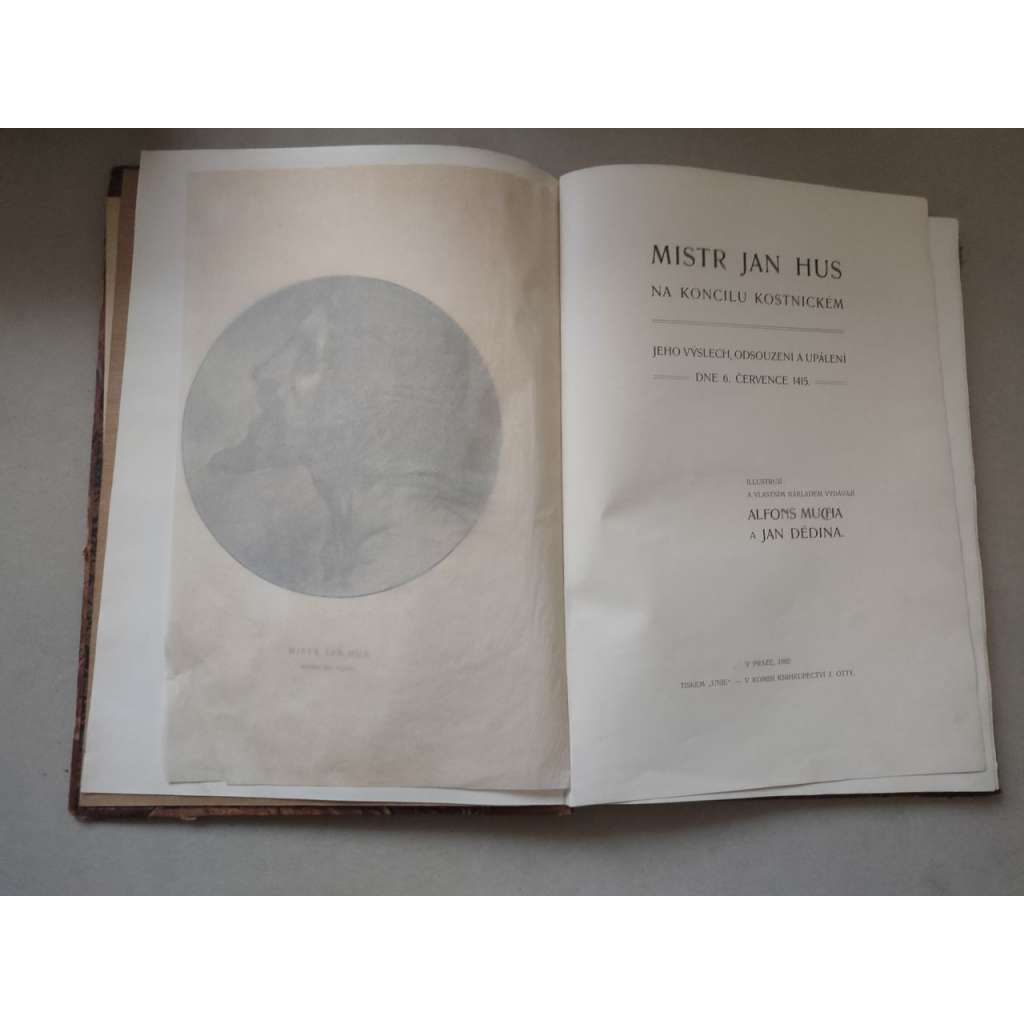 MISTR JAN HUS
MISTR JAN HUS
NA KONCILU KOSTNICKÉM
JEHO VÝSLECH, ODSOUZENÍ A UPÁLENÍ
DNE 6. ČERVENCE 1415.
ILLUSTRUJÍ
A VLASTNÍM NÁKLADEM VYDÁVAJÍ
ALFONS MUCHA
A JAN DĚDINA.
V PRAZE, 1902
TISKEM „UNIE“ — V KOMISI KNIHKUPECTVÍ J. OTTY.